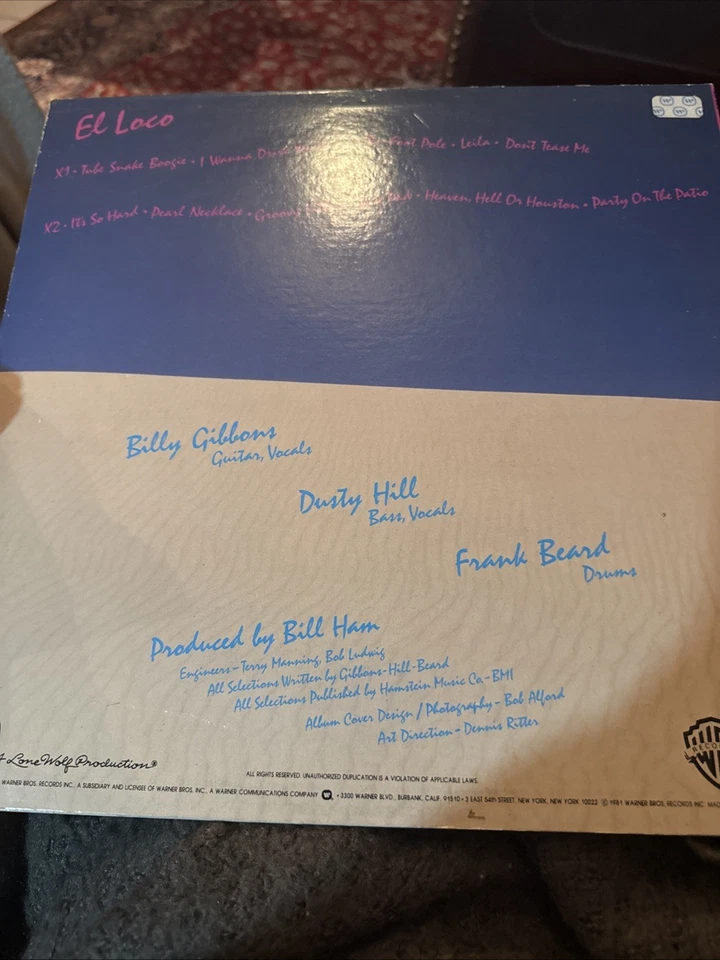 El Loco
X1 • Tube Snake Boogie • I Wanna Drive Pole • Leila • Don't Tease Me
X2 • It's So Hard • Pearl Necklace • Heaven, Hell Or Houston • Party On The Patio
Billy Gibbons
Guitar, Vocals
Dusty Hill
Bass, Vocals
Frank Beard
Drums
Produced by Bill Ham
Engineers – Terry Manning, Bob Ludwig
All Selections Written by Gibbons-Hill-Beard
All Selections Published by Hamstein Music Co. – BMI
Album Cover Design / Photography – Bob Alford
Art Direction – Dennis Ritter
Lone Wolf Production®
ALL RIGHTS RESERVED. UNAUTHORIZED DUPLICATION IS A VIOLATION OF APPLICABLE LAWS.
WARNER BROS. RECORDS INC., A SUBSIDIARY AND LICENSEE OF WARNER BROS. INC., A WARNER COMMUNICATIONS COMPANY • 3300 WARNER BLVD., BURBANK, CALIF. 91510 • 3 EAST 54TH STREET, NEW YORK, NEW YORK 10022 © 1981 WARNER BROS. RECORDS INC.